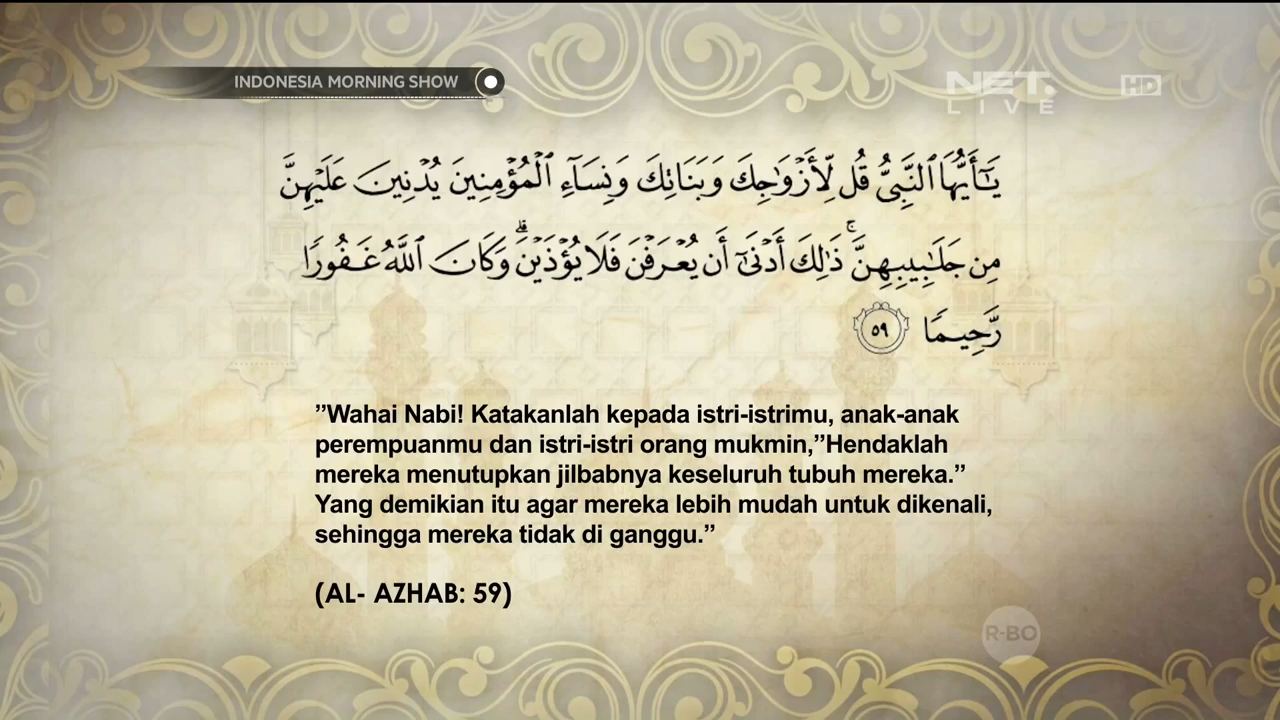 INDONESIA MORNING SHOW
NET.
LIVE
HD
يَـٰٓأَيُّهَا ٱلنَّبِىُّ قُل لِّأَزْوَٰجِكَ وَبَنَاتِكَ وَنِسَآءِ ٱلْمُؤْمِنِينَ يُدْنِينَ عَلَيْهِنَّ
مِن جَلَـٰبِيبِهِنَّ ۚ ذَٰلِكَ أَدْنَىٰٓ أَن يُعْرَفْنَ فَلَا يُؤْذَيْنَ ۗ وَكَانَ ٱللَّهُ غَفُورًا
رَّحِيمًا ٥٩
”Wahai Nabi! Katakanlah kepada istri-istrimu, anak-anak
perempuanmu dan istri-istri orang mukmin,”Hendaklah
mereka menutupkan jilbabnya keseluruh tubuh mereka.”
Yang demikian itu agar mereka lebih mudah untuk dikenali,
sehingga mereka tidak di ganggu.”
(AL- AZHAB: 59)
R-BO